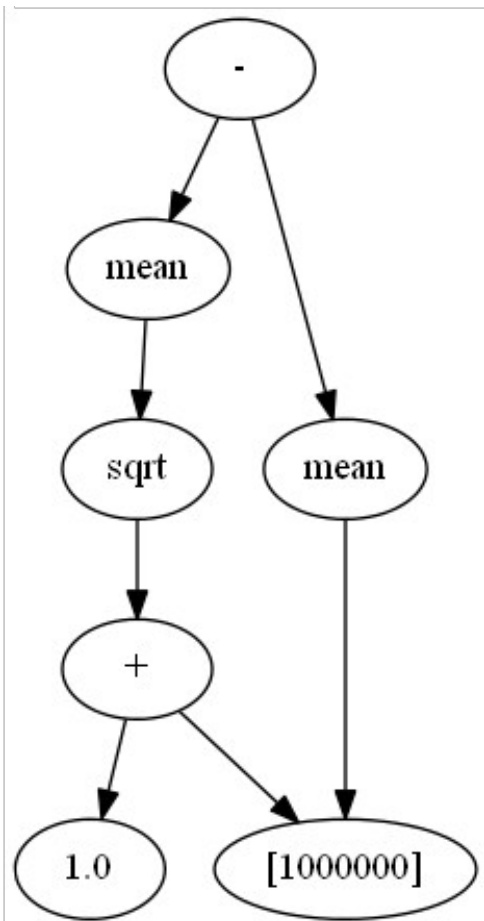 -
mean
sqrt
mean
+
1.0
[1000000]